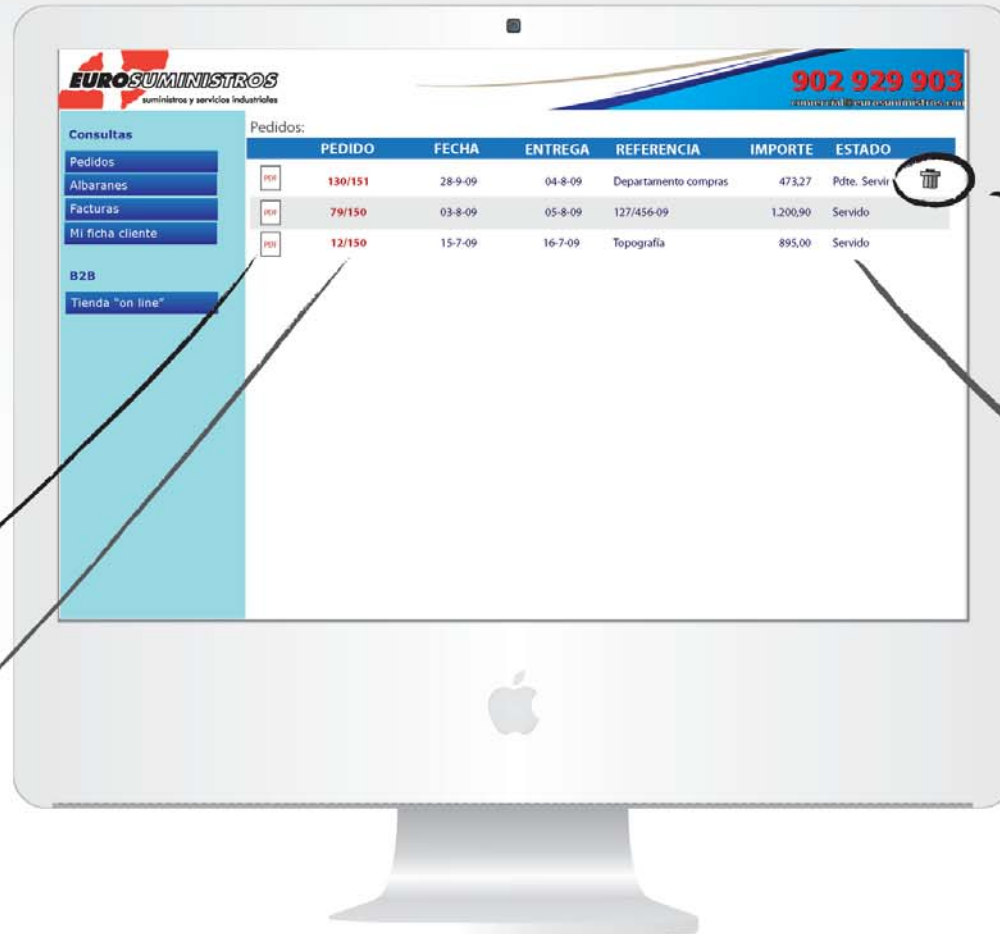 EUROSUMINISTROS
suministros y servicios industriales
902 929 903
comercial@eurosuministros.com
Consultas
Pedidos
Albaranes
Facturas
Mi ficha cliente
B2B
Tienda "on line"
Pedidos:
PEDIDO FECHA ENTREGA REFERENCIA IMPORTE ESTADO
PDF 130/151 28-9-09 04-8-09 Departamento compras 473,27 Pdte. Servir
PDF 79/150 03-8-09 05-8-09 127/456-09 1.200,90 Servido
PDF 12/150 15-7-09 16-7-09 Topografía 895,00 Servido